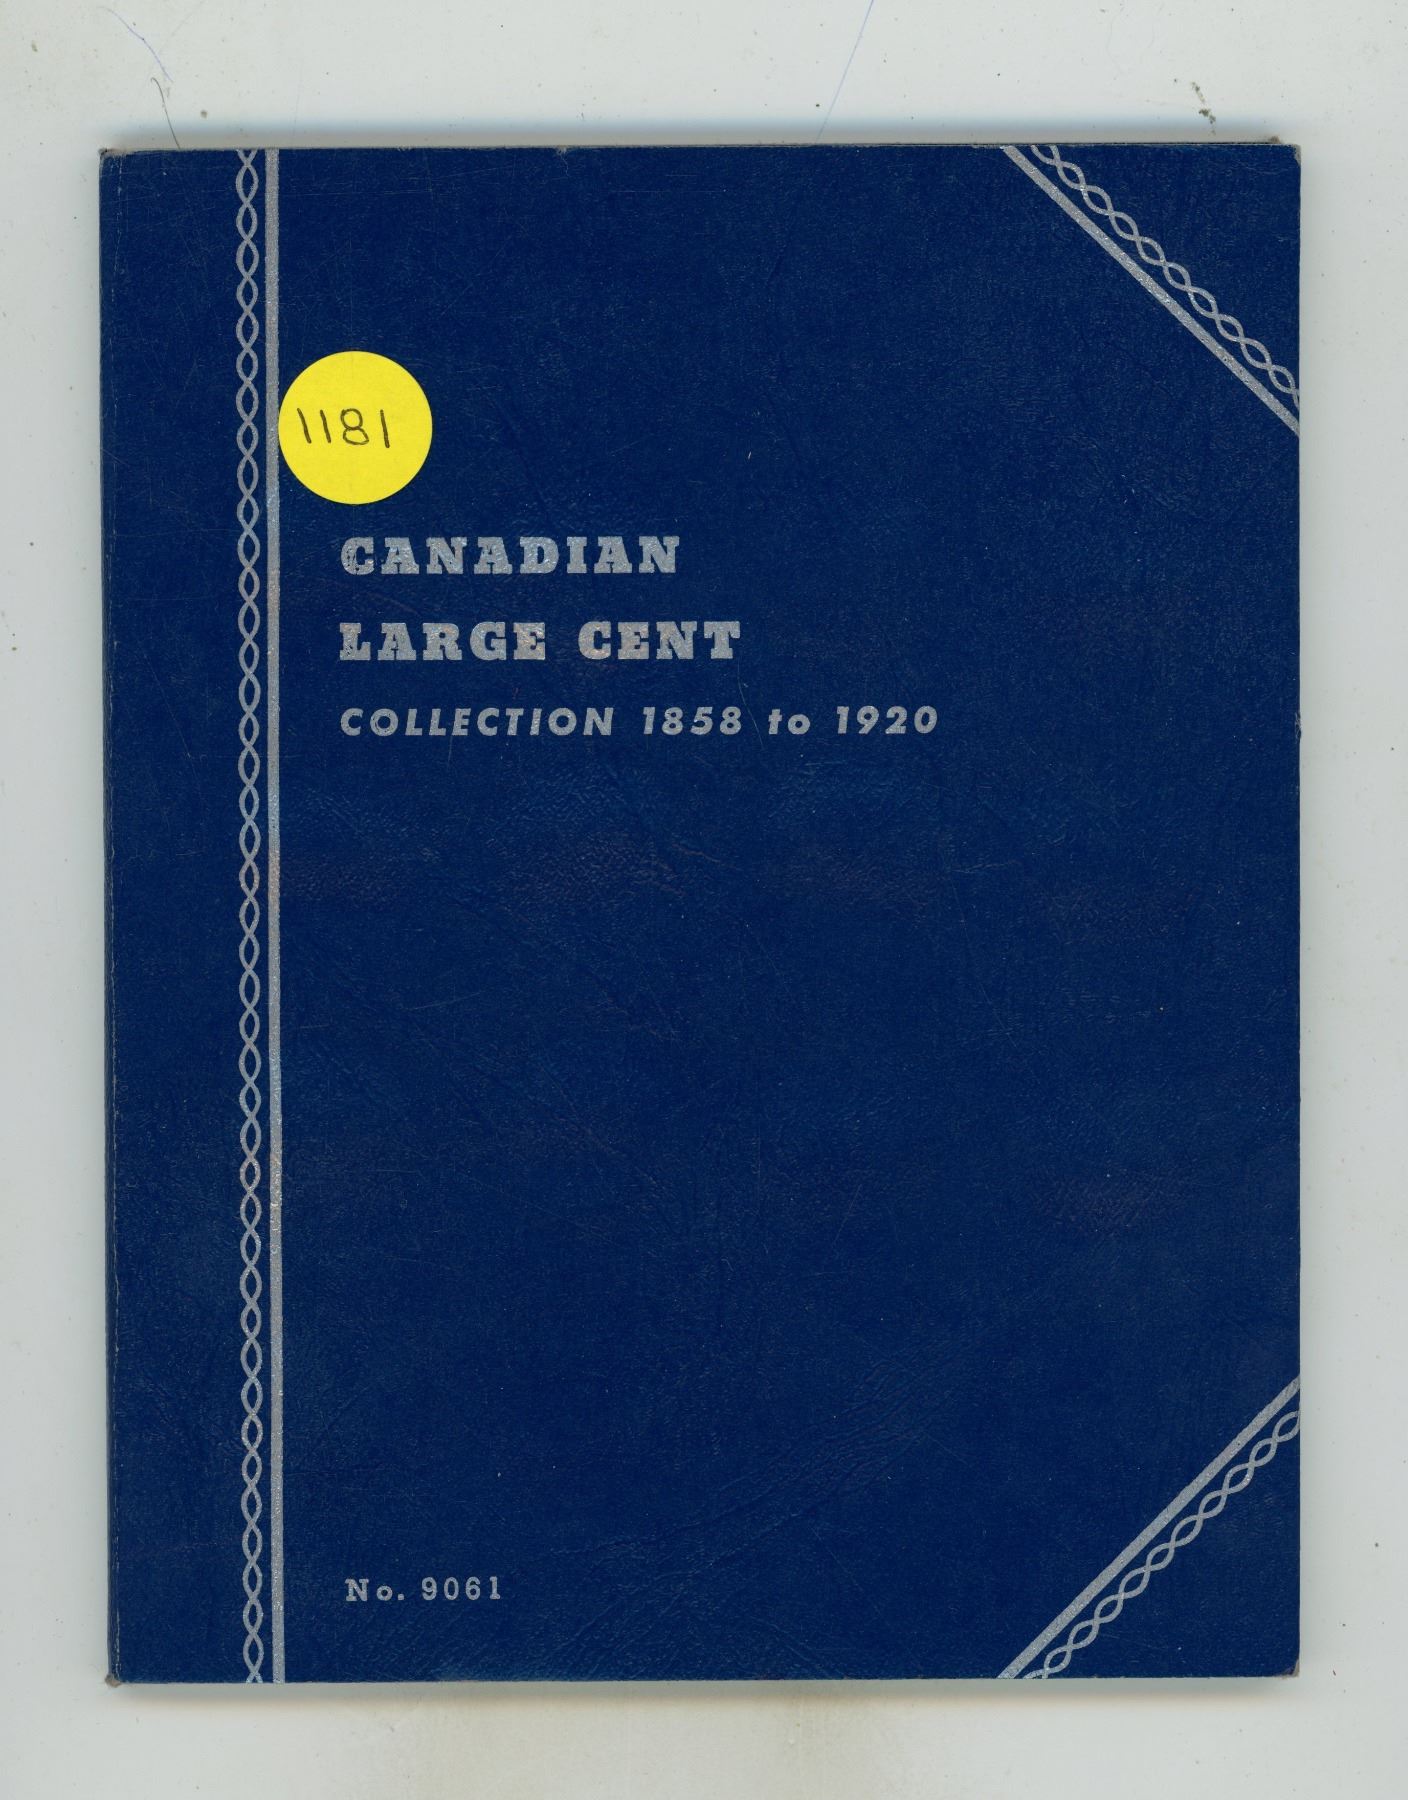 1181
CANADIAN
LARGE CENT
COLLECTION 1858 to 1920
No. 9061